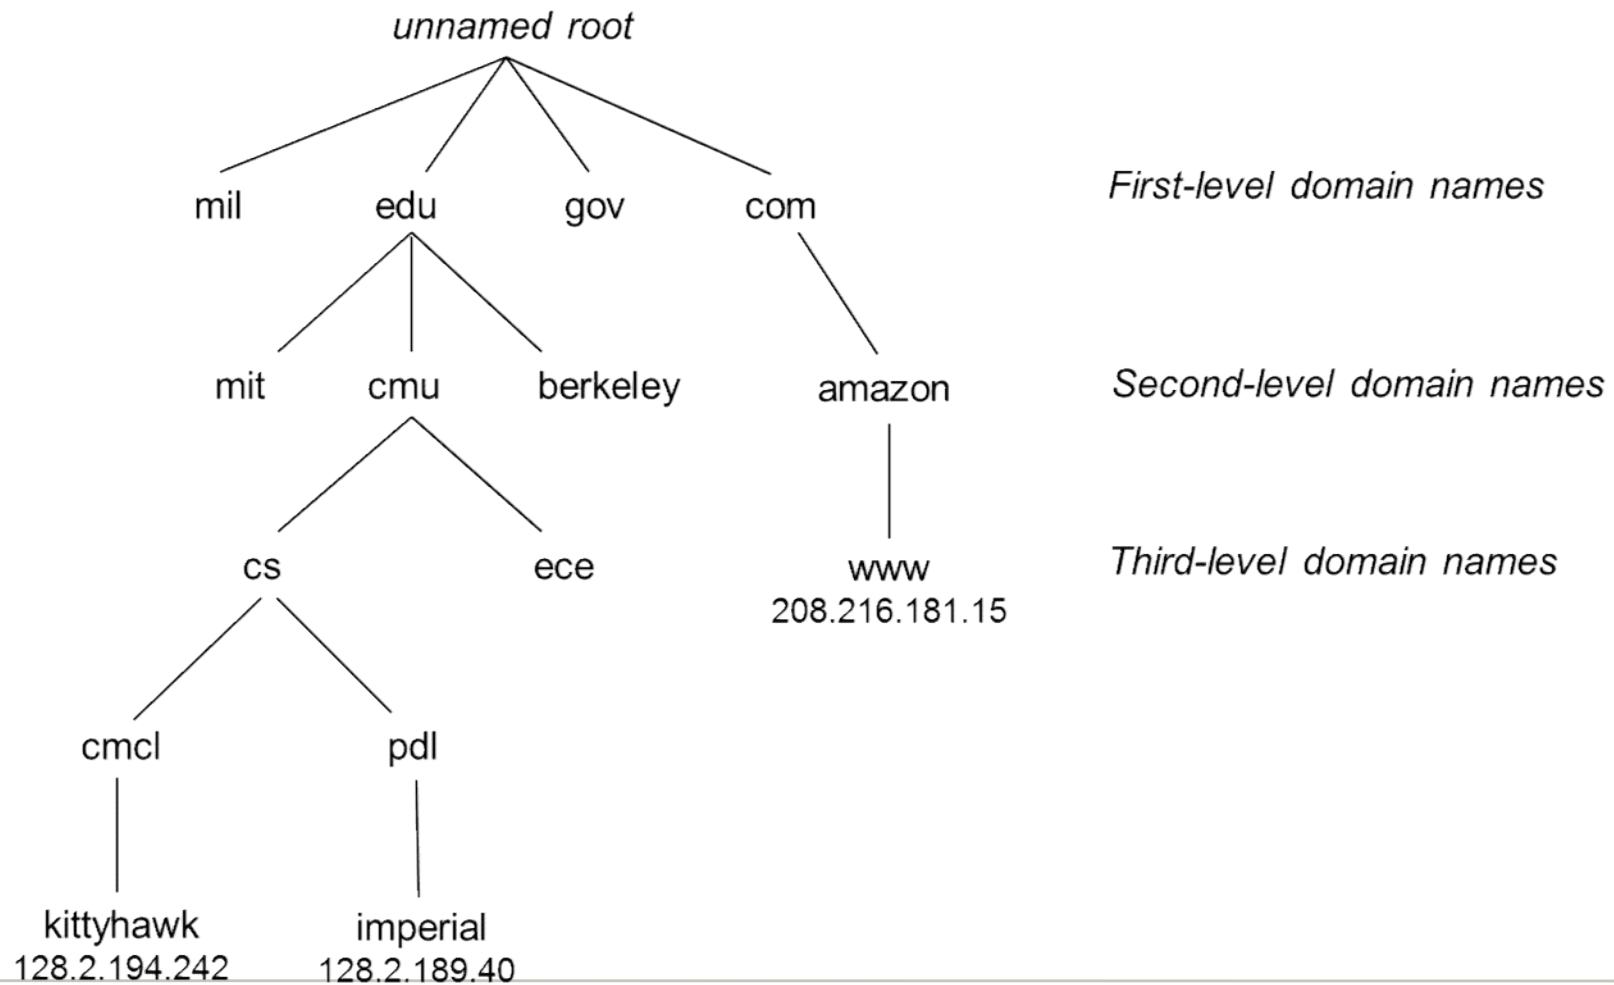 unnamed root
mil edu gov com First-level domain names
mit cmu berkeley amazon Second-level domain names
cs ece www Third-level domain names
208.216.181.15
cmcl pdl
kittyhawk imperial
128.2.194.242 128.2.189.40